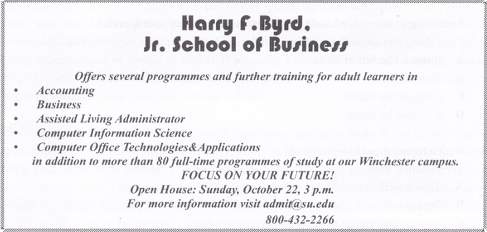 Harry F.Byrd,
Jr. School of Business
Offers several programmes and further training for adult learners in
• Accounting
• Business
• Assisted Living Administrator
• Computer Information Science
• Computer Office Technologies&Applications
in addition to more than 80 full-time programmes of study at our Winchester campus.
FOCUS ON YOUR FUTURE!
Open House: Sunday, October 22, 3 p.m.
For more information visit admit@su.edu
800-432-2266